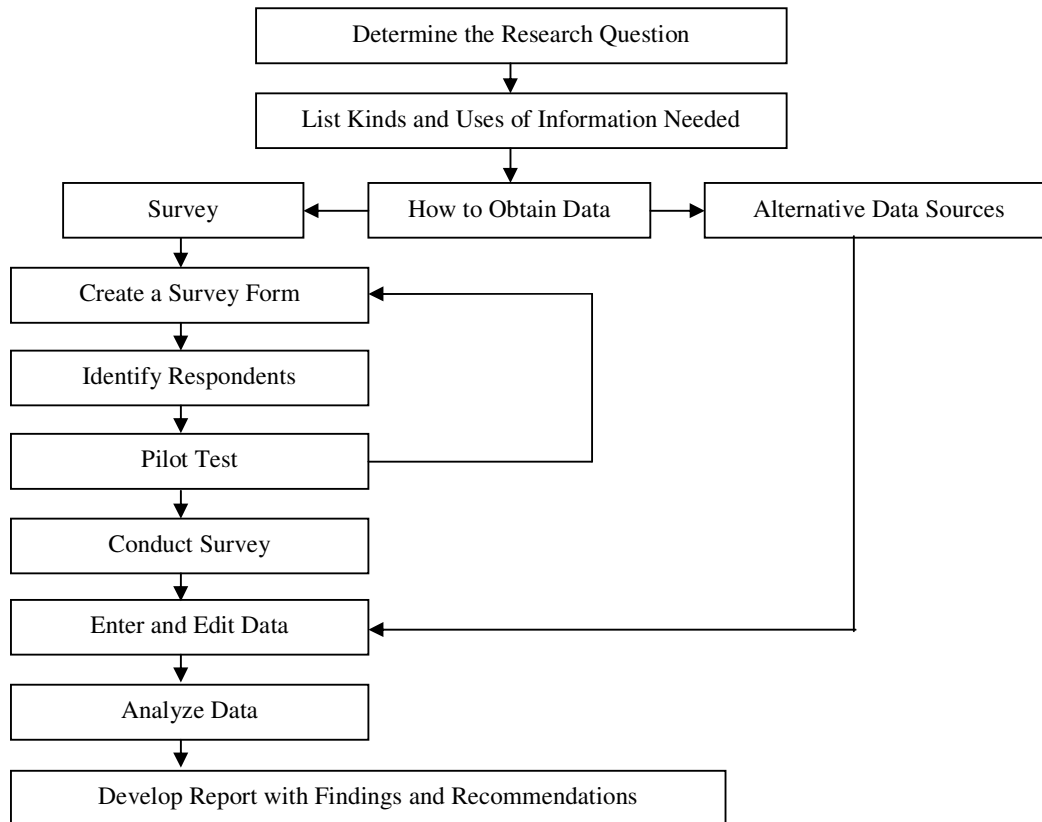 Determine the Research Question
List Kinds and Uses of Information Needed
Survey
How to Obtain Data
Alternative Data Sources
Create a Survey Form
Identify Respondents
Pilot Test
Conduct Survey
Enter and Edit Data
Analyze Data
Develop Report with Findings and Recommendations